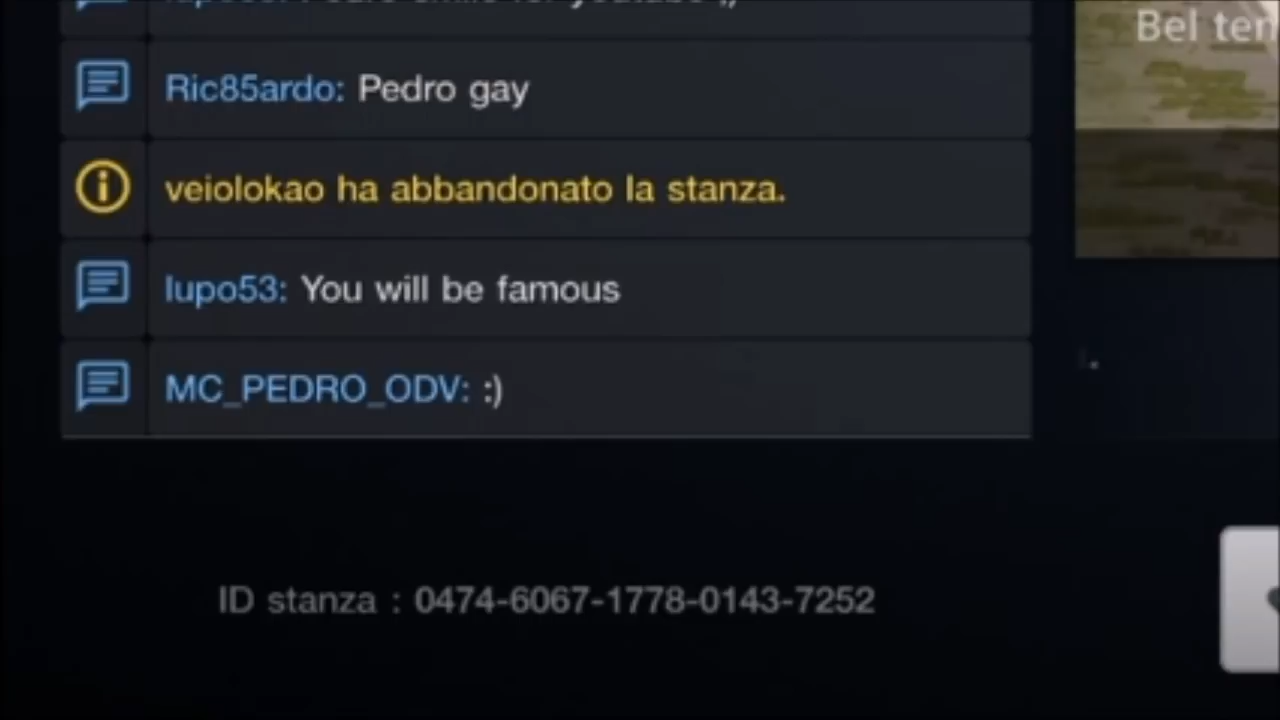 Bel
Ric85ardo: Pedro gay
veiolokao ha abbandonato la stanza.
lupo53: You will be famous
MC_PEDRO_ODV: :)
ID stanza : 0474-6067-1778-0143-7252